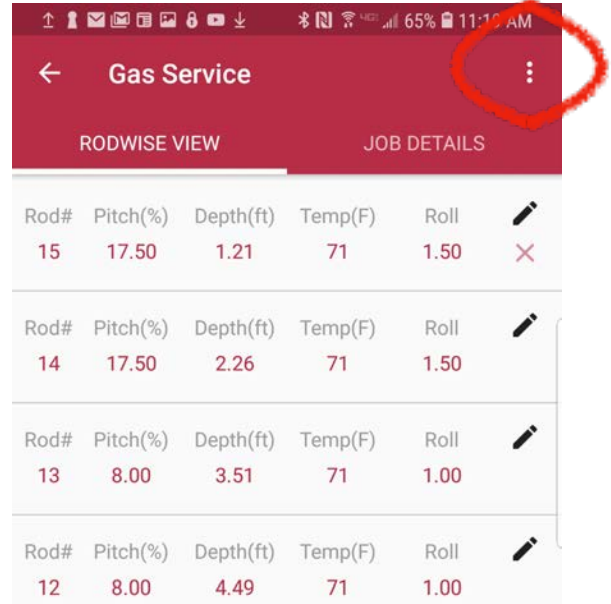 65% 11:19 AM
Gas Service
RODWISE VIEW JOB DETAILS
Rod# Pitch(%) Depth(ft) Temp(F) Roll
15 17.50 1.21 71 1.50
Rod# Pitch(%) Depth(ft) Temp(F) Roll
14 17.50 2.26 71 1.50
Rod# Pitch(%) Depth(ft) Temp(F) Roll
13 8.00 3.51 71 1.00
Rod# Pitch(%) Depth(ft) Temp(F) Roll
12 8.00 4.49 71 1.00